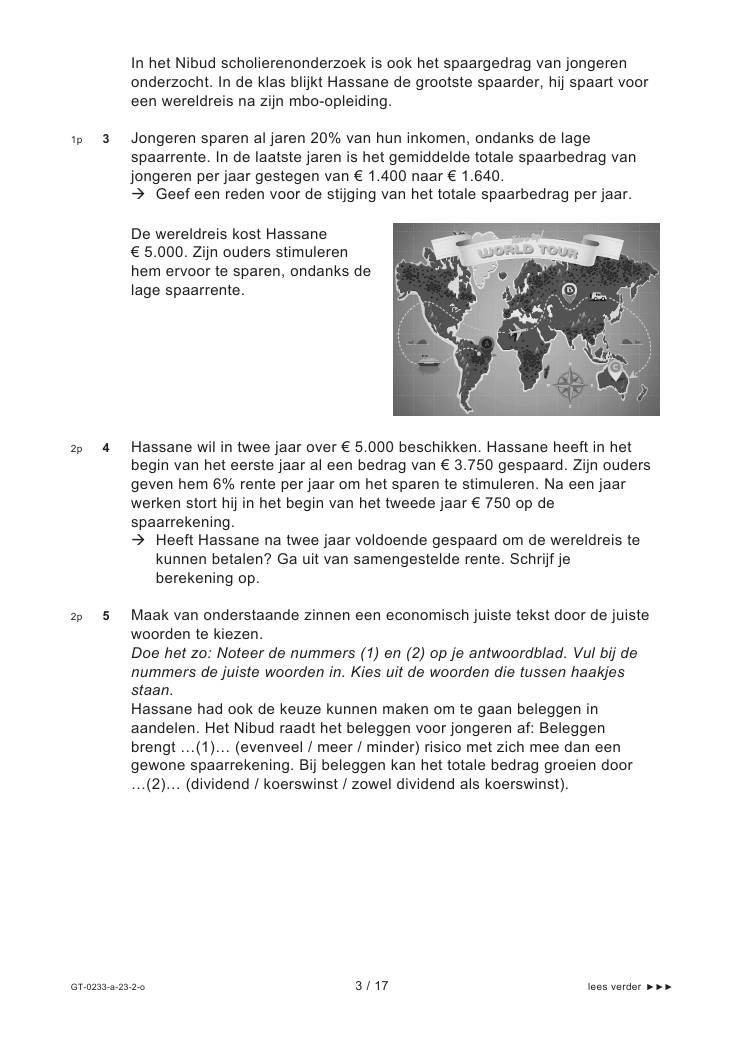 In het Nibud scholierenonderzoek is ook het spaargedrag van jongeren
onderzocht. In de klas blijkt Hassane de grootste spaarder, hij spaart voor
een wereldreis na zijn mbo-opleiding.
1p 3 Jongeren sparen al jaren 20% van hun inkomen, ondanks de lage
spaarrente. In de laatste jaren is het gemiddelde totale spaarbedrag van
jongeren per jaar gestegen van € 1.400 naar € 1.640.
→ Geef een reden voor de stijging van het totale spaarbedrag per jaar.
De wereldreis kost Hassane
€ 5.000. Zijn ouders stimuleren
hem ervoor te sparen, ondanks de
lage spaarrente.
WORLD TOUR
B
A
C
2p 4 Hassane wil in twee jaar over € 5.000 beschikken. Hassane heeft in het
begin van het eerste jaar al een bedrag van € 3.750 gespaard. Zijn ouders
geven hem 6% rente per jaar om het sparen te stimuleren. Na een jaar
werken stort hij in het begin van het tweede jaar € 750 op de
spaarrekening.
→ Heeft Hassane na twee jaar voldoende gespaard om de wereldreis te
kunnen betalen? Ga uit van samengestelde rente. Schrijf je
berekening op.
2p 5 Maak van onderstaande zinnen een economisch juiste tekst door de juiste
woorden te kiezen.
Doe het zo: Noteer de nummers (1) en (2) op je antwoordblad. Vul bij de
nummers de juiste woorden in. Kies uit de woorden die tussen haakjes
staan.
Hassane had ook de keuze kunnen maken om te gaan beleggen in
aandelen. Het Nibud raadt het beleggen voor jongeren af: Beleggen
brengt …(1)… (evenveel / meer / minder) risico met zich mee dan een
gewone spaarrekening. Bij beleggen kan het totale bedrag groeien door
…(2)… (dividend / koerswinst / zowel dividend als koerswinst).
GT-0233-a-23-2-o 3 / 17 lees verder ►►►